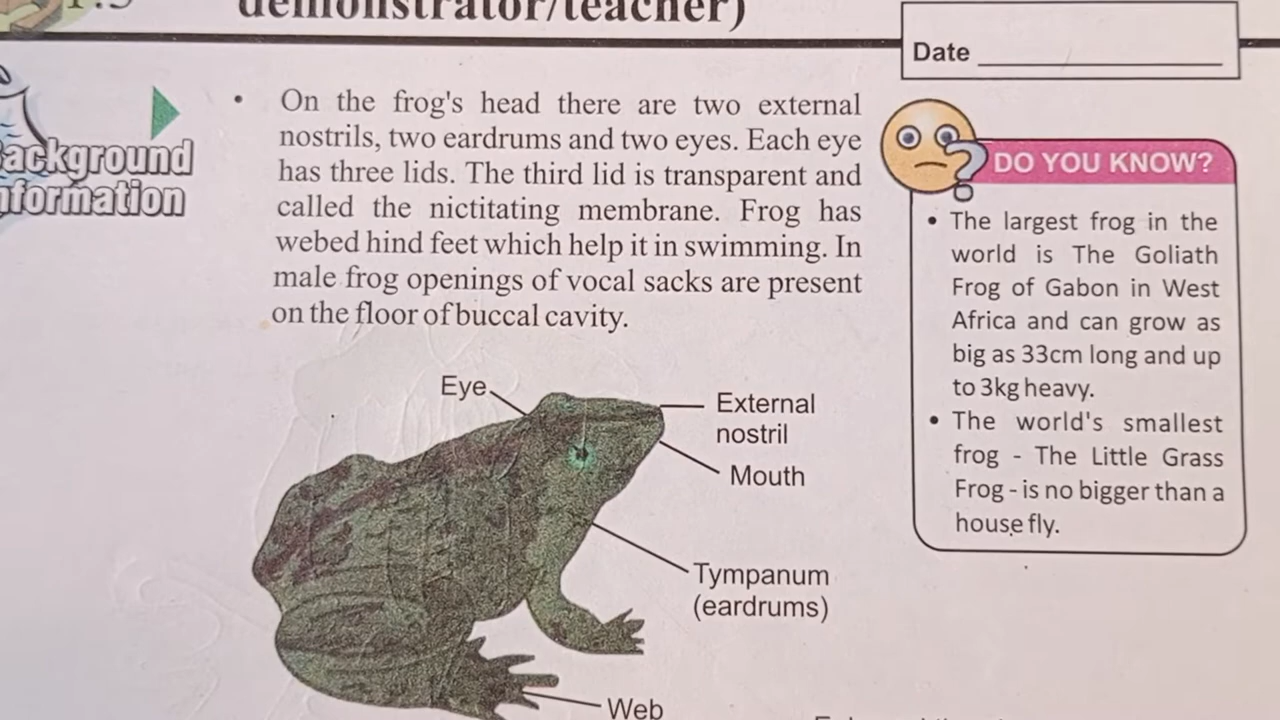 demonstrator/teacher)
Date
Background
Information
• On the frog's head there are two external
nostrils, two eardrums and two eyes. Each eye
has three lids. The third lid is transparent and
called the nictitating membrane. Frog has
webed hind feet which help it in swimming. In
male frog openings of vocal sacks are present
on the floor of buccal cavity.
DO YOU KNOW?
• The largest frog in the
world is The Goliath
Frog of Gabon in West
Africa and can grow as
big as 33cm long and up
to 3kg heavy.
• The world's smallest
frog - The Little Grass
Frog - is no bigger than a
house fly.
Eye
External
nostril
Mouth
Tympanum
(eardrums)
Web